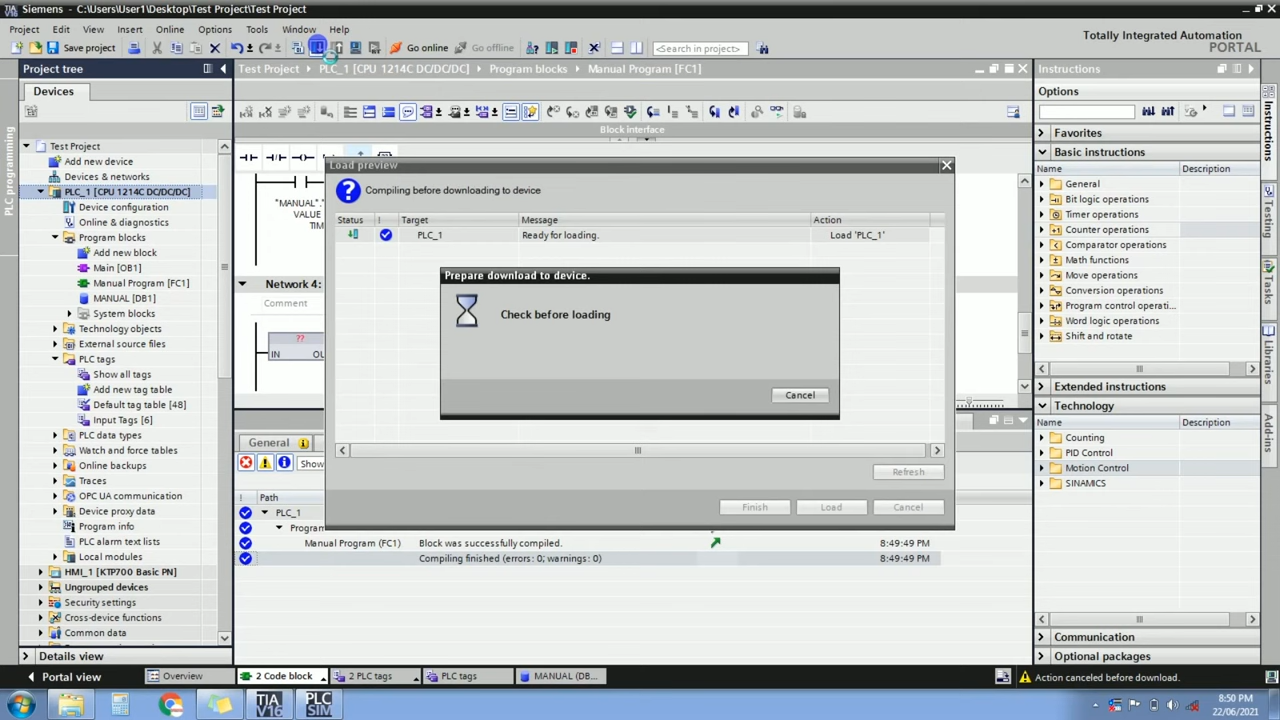 Siemens - C:\Users\User1\Desktop\Test Project\Test Project
Project Edit View Insert Online Options Tools Window Help
Totally Integrated Automation
PORTAL
Save project
Go online
Go offline
<Search in project>
Project tree
Test Project
PLC_1 [CPU 1214C DC/DC/DC]
Program blocks
Manual Program [FC1]
Instructions
Devices
Options
PLC programming
Block interface
Test Project
Add new device
Devices & networks
PLC_1 [CPU 1214C DC/DC/DC]
Device configuration
Online & diagnostics
Program blocks
Add new block
Main [OB1]
Manual Program [FC1]
MANUAL [DB1]
System blocks
Technology objects
External source files
PLC tags
Show all tags
Add new tag table
Default tag table [48]
Input Tags [6]
PLC data types
Watch and force tables
Online backups
Traces
OPC UA communication
Device proxy data
Program info
PLC alarm text lists
Local modules
HMI_1 [KTP700 Basic PN]
Ungrouped devices
Security settings
Cross-device functions
Common data
Details view
"MANUAL".
VALUE
TIM
Network 4:
Comment
??
IN
OU
Load preview
Compiling before downloading to device
Status ! Target Message Action
PLC_1 Ready for loading. Load 'PLC_1'
Prepare download to device.
Check before loading
Cancel
Refresh
Finish
Load
Cancel
General
Show
! Path
PLC_1
Program
Manual Program (FC1) Block was successfully compiled. 8:49:49 PM
Compiling finished (errors: 0; warnings: 0) 8:49:49 PM
Favorites
Basic instructions
Name Description
General
Bit logic operations
Timer operations
Counter operations
Comparator operations
Math functions
Move operations
Conversion operations
Program control operati...
Word logic operations
Shift and rotate
Extended instructions
Technology
Name Description
Counting
PID Control
Motion Control
SINAMICS
Communication
Optional packages
Instructions
Testing
Tasks
Libraries
Add-ins
Portal view
Overview
2 Code block
2 PLC tags
PLC tags
MANUAL (DB...
Action canceled before download.
TIA
V16
PLC
SIM
8:50 PM
22/06/2021